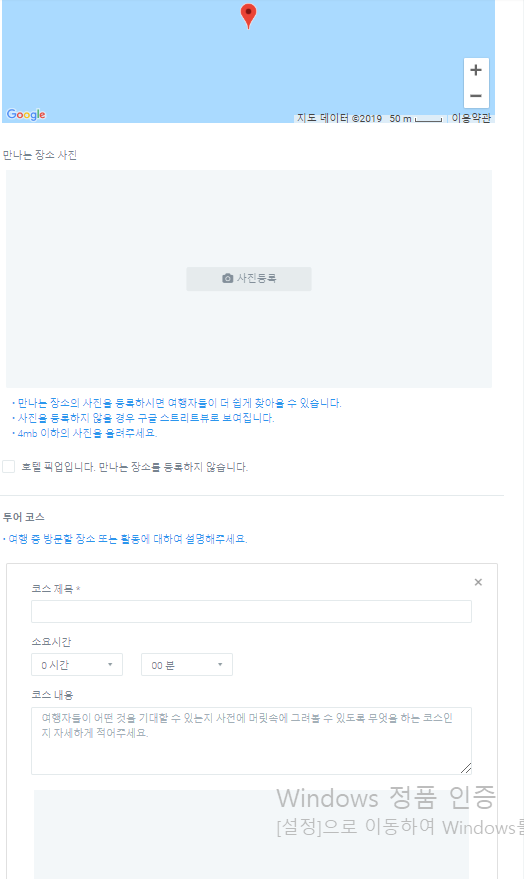 Google
지도 데이터 ©2019 50 m 이용약관
만나는 장소 사진
사진등록
• 만나는 장소의 사진을 등록하시면 여행자들이 더 쉽게 찾아올 수 있습니다.
• 사진을 등록하지 않을 경우 구글 스트리트뷰로 보여집니다.
• 4mb 이하의 사진을 올려주세요.
호텔 픽업입니다. 만나는 장소를 등록하지 않습니다.
투어 코스
• 여행 중 방문할 장소 또는 활동에 대하여 설명해주세요.
코스 제목 *
소요시간
0 시간 00 분
코스 내용
여행자들이 어떤 것을 기대할 수 있는지 사전에 머릿속에 그려볼 수 있도록 무엇을 하는 코스인
지 자세하게 적어주세요.
Windows 정품 인증
[설정]으로 이동하여 Windows를